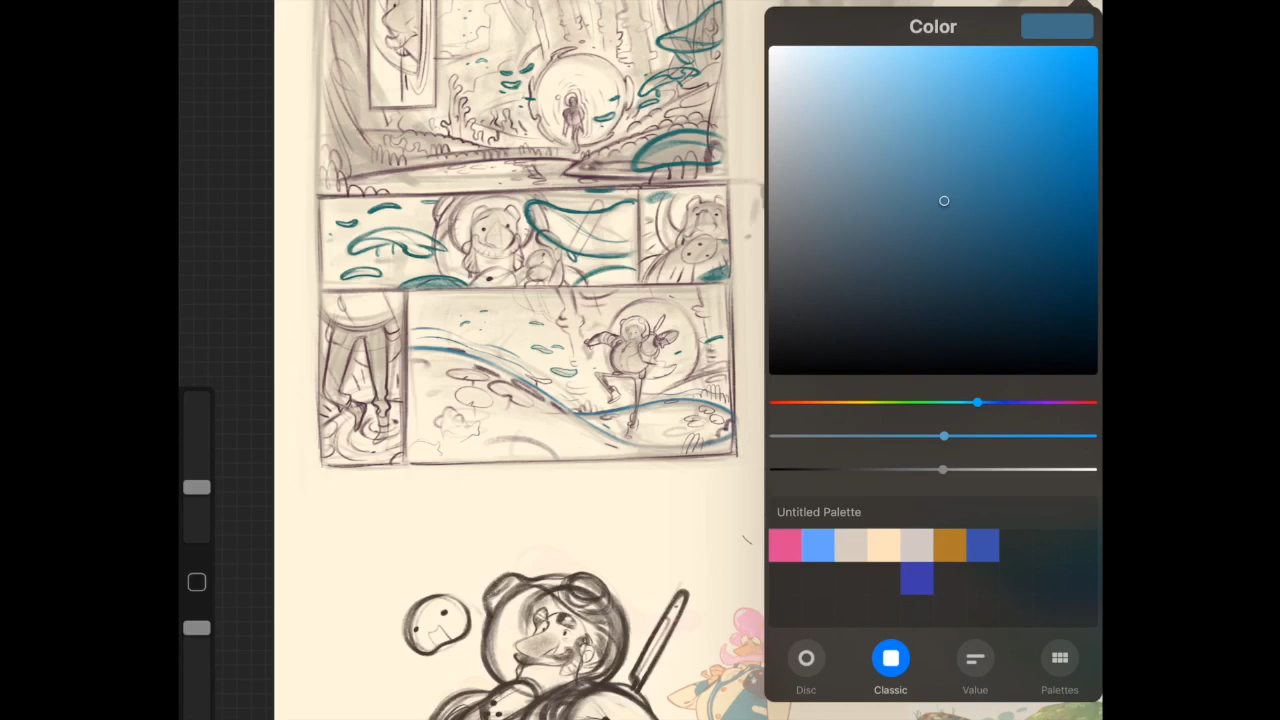 Color
Untitled Palette
Disc
Classic
Value
Palettes